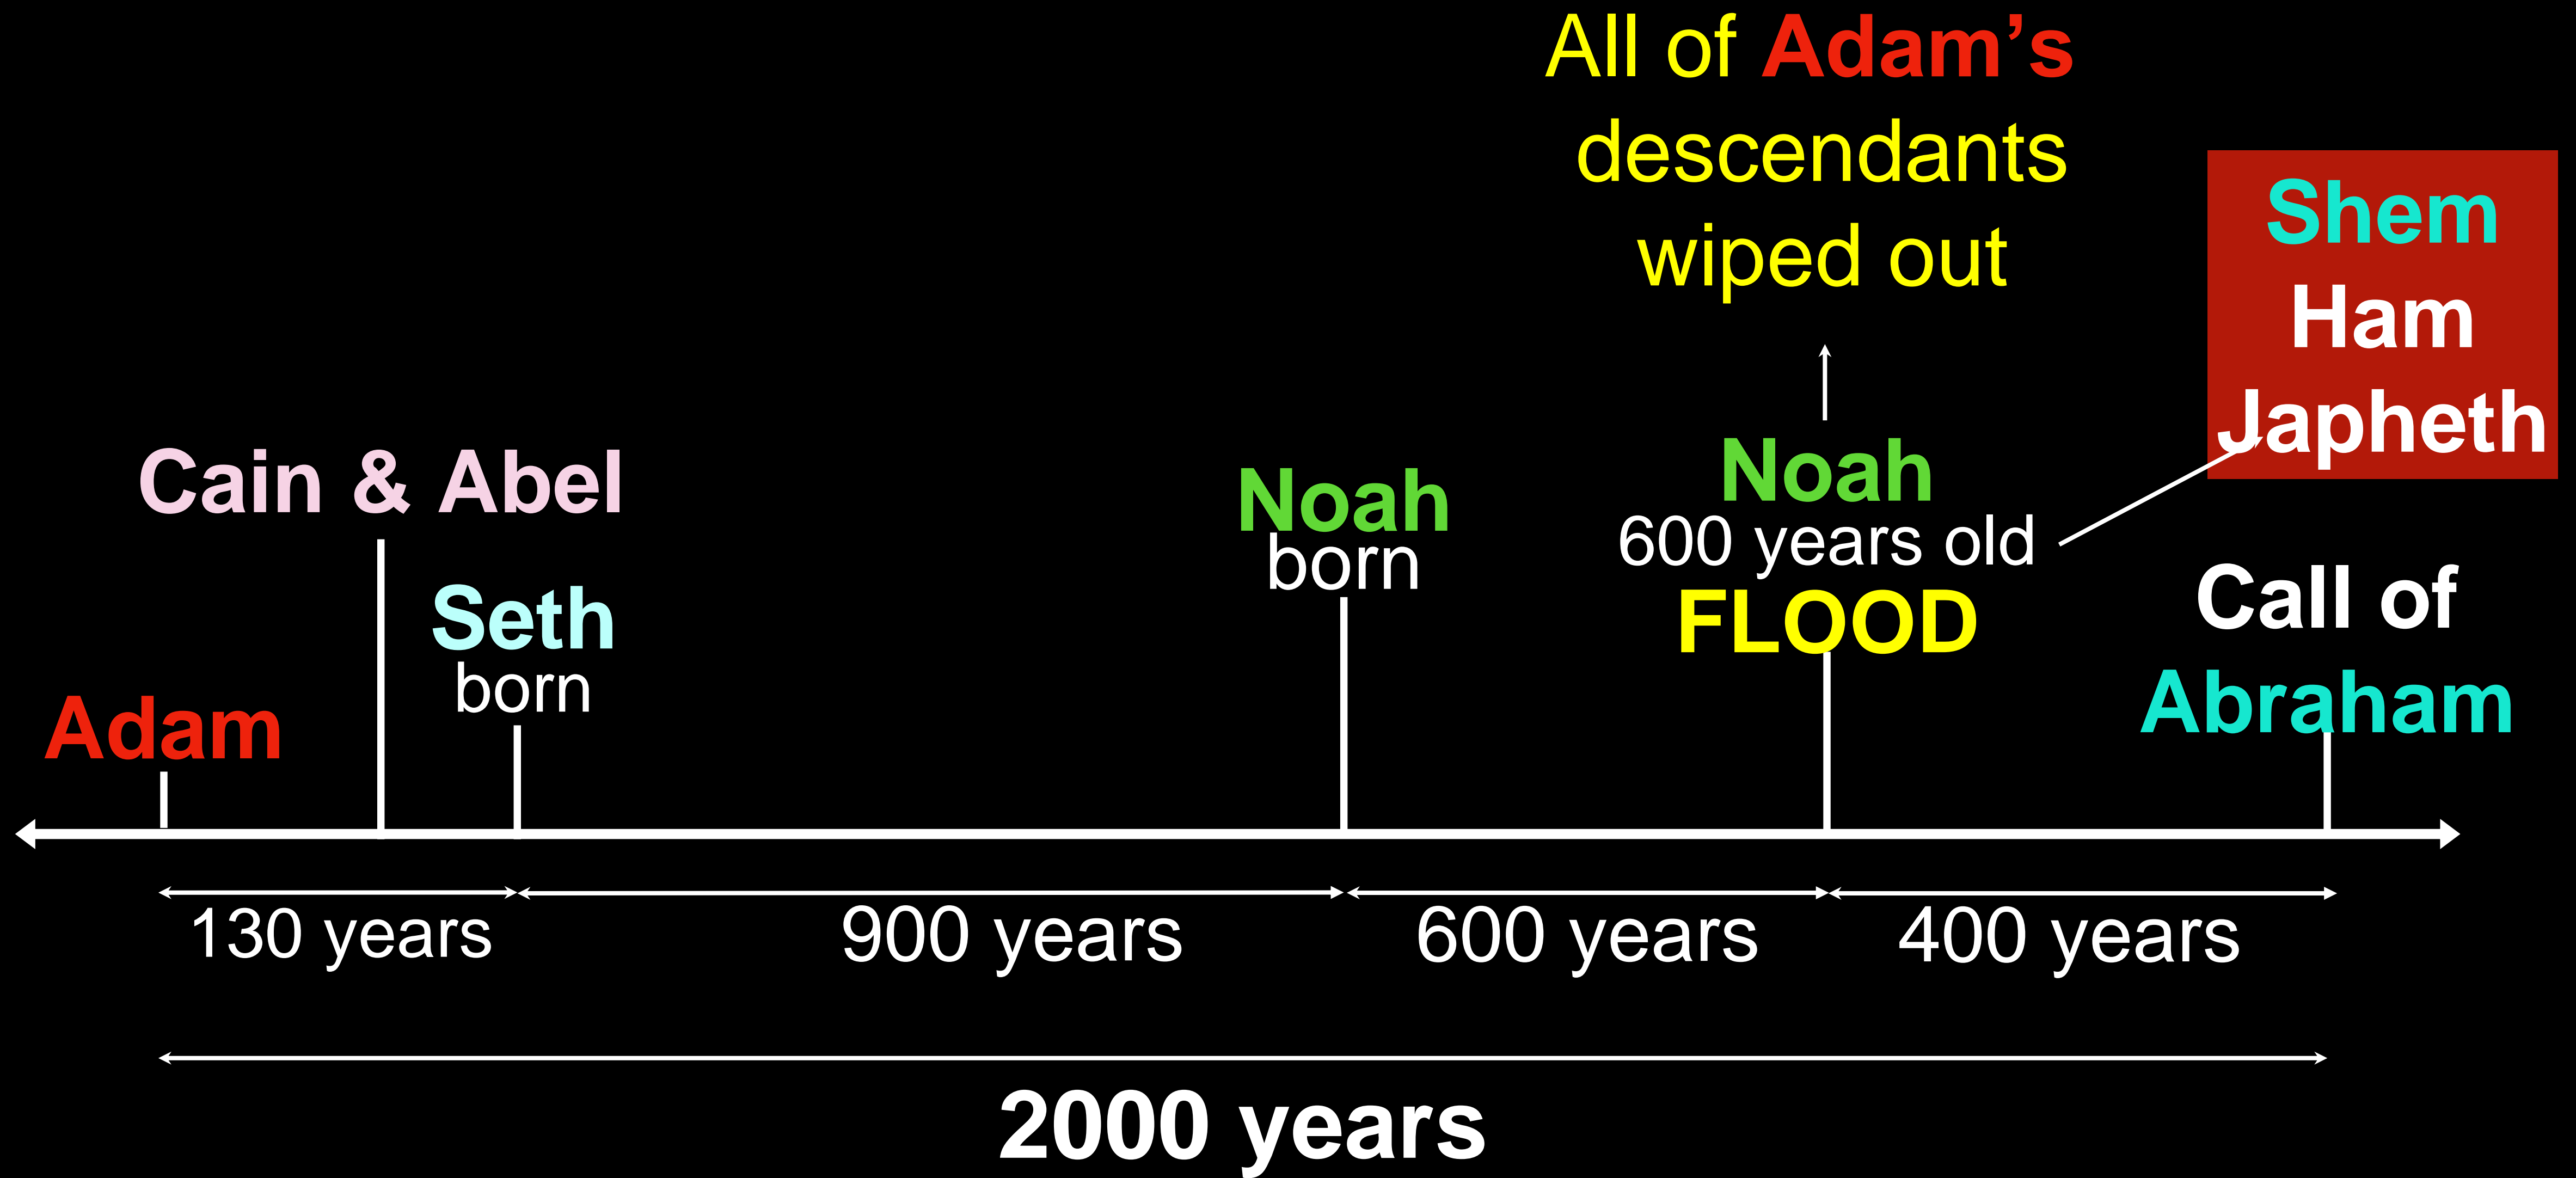 All of Adam’s
descendants
wiped out
Shem
Ham
Japheth
Cain & Abel
Noah
born
Noah
600 years old
FLOOD
Seth
born
Call of
Abraham
Adam
130 years
900 years
600 years
400 years
2000 years